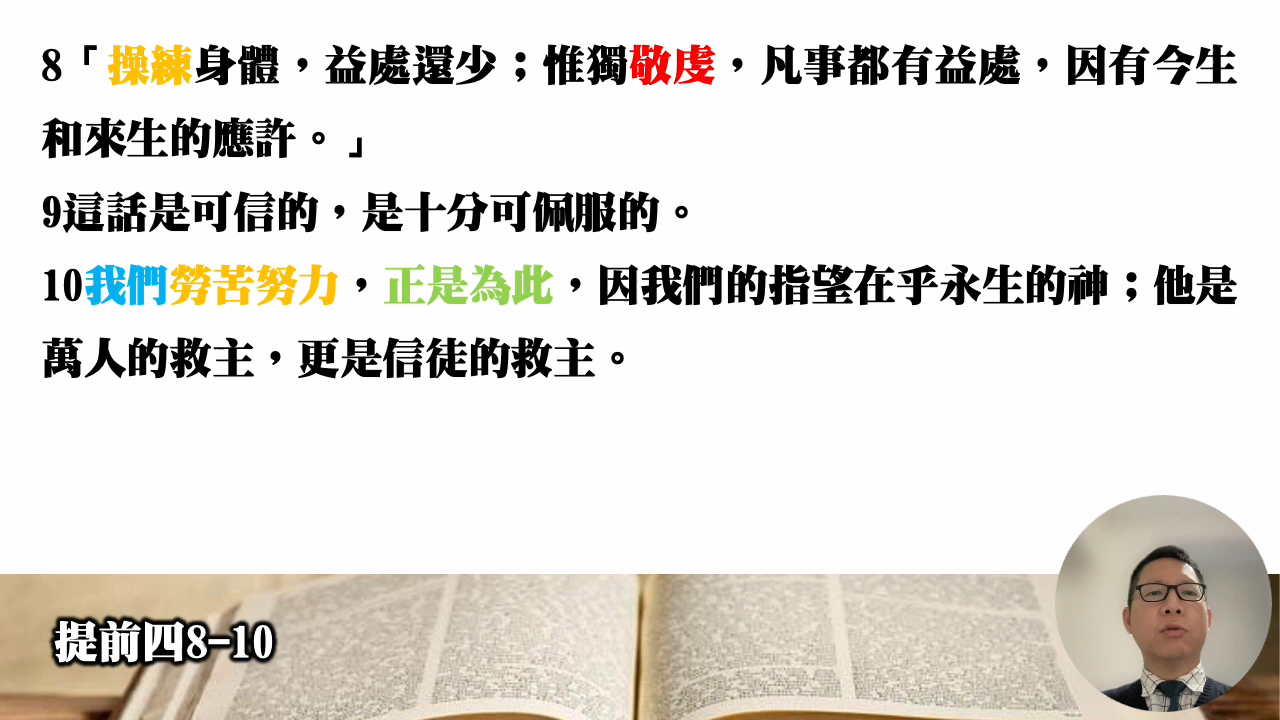 8「操練身體，益處還少；惟獨敬虔，凡事都有益處，因有今生
和來生的應許。」
9這話是可信的，是十分可佩服的。
10我們勞苦努力，正是為此，因我們的指望在乎永生的神；他是
萬人的救主，更是信徒的救主。
提前四8-10